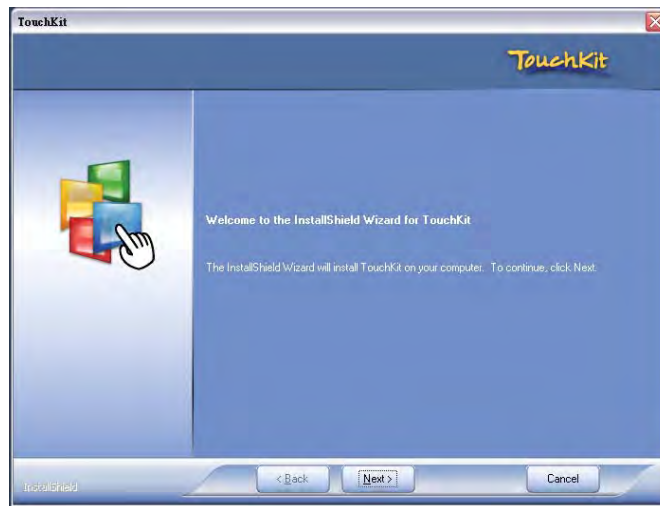 TouchKit
TouchKit
Welcome to the InstallShield Wizard for TouchKit
The InstallShield Wizard will install TouchKit on your computer. To continue, click Next.
InstallShield
< Back
Next >
Cancel